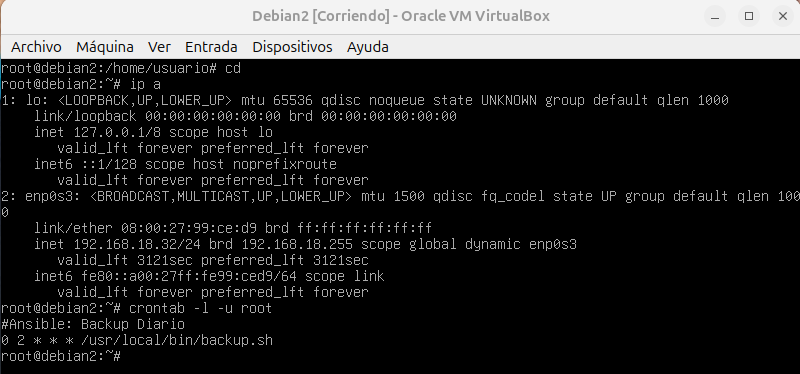 Debian2 [Corriendo] - Oracle VM VirtualBox
Archivo Máquina Ver Entrada Dispositivos Ayuda
root@debian2:/home/usuario# cd
root@debian2:~# ip a
1: lo: <LOOPBACK,UP,LOWER_UP> mtu 65536 qdisc noqueue state UNKNOWN group default qlen 1000
    link/loopback 00:00:00:00:00:00 brd 00:00:00:00:00:00
    inet 127.0.0.1/8 scope host lo
       valid_lft forever preferred_lft forever
    inet6 ::1/128 scope host noprefixroute
       valid_lft forever preferred_lft forever
2: enp0s3: <BROADCAST,MULTICAST,UP,LOWER_UP> mtu 1500 qdisc fq_codel state UP group default qlen 100
0
    link/ether 08:00:27:99:ce:d9 brd ff:ff:ff:ff:ff:ff
    inet 192.168.18.32/24 brd 192.168.18.255 scope global dynamic enp0s3
       valid_lft 3121sec preferred_lft 3121sec
    inet6 fe80::a00:27ff:fe99:ced9/64 scope link
       valid_lft forever preferred_lft forever
root@debian2:~# crontab -l -u root
#Ansible: Backup Diario
0 2 * * * /usr/local/bin/backup.sh
root@debian2:~#